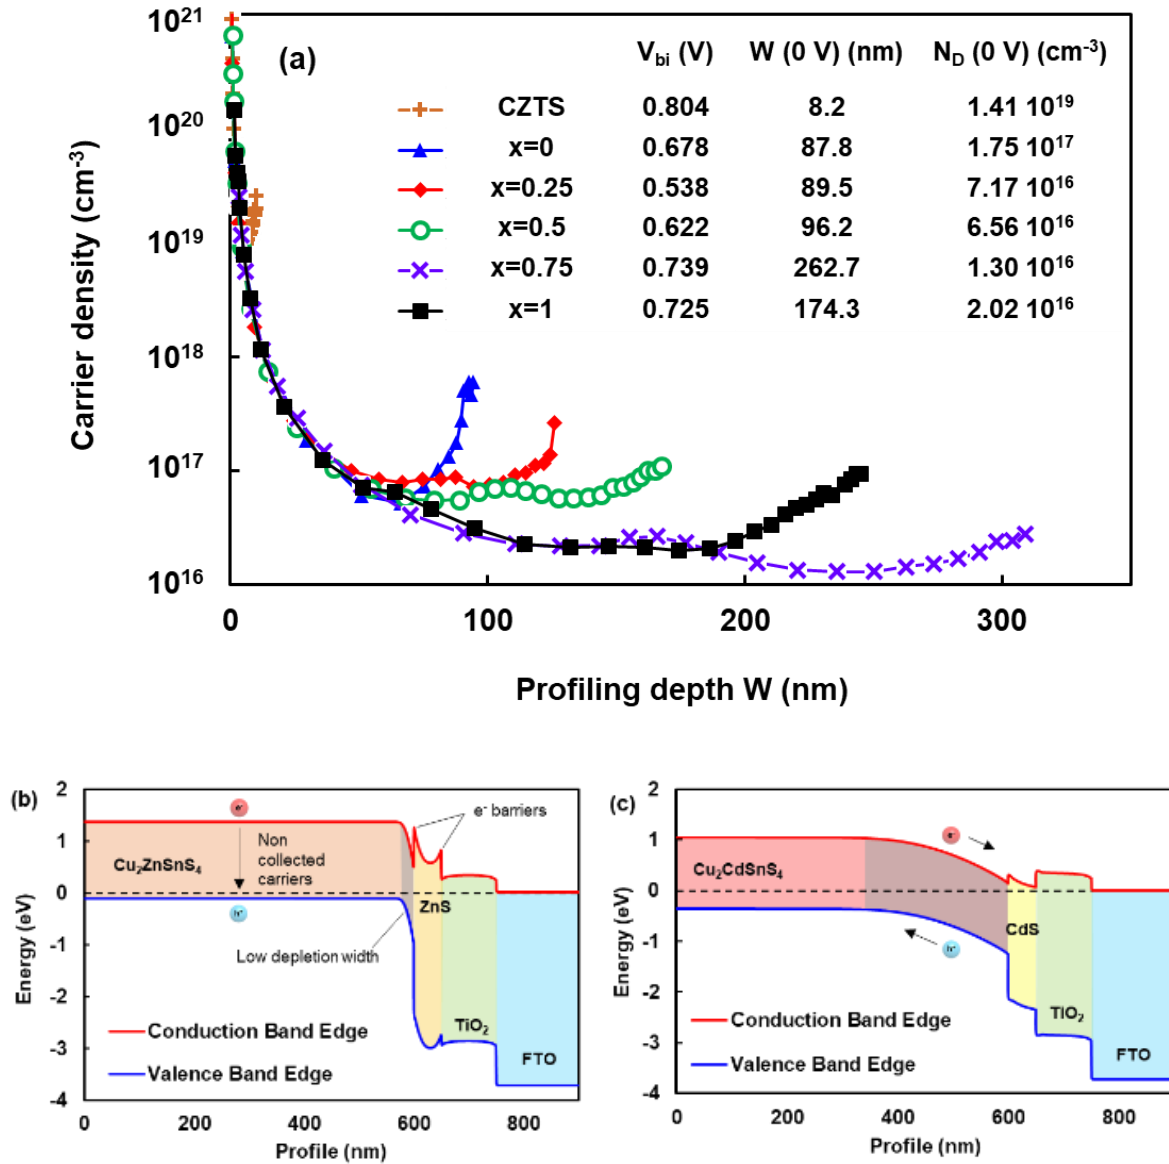 (a)
V_bi (V) W (0 V) (nm) N_D (0 V) (cm⁻³)
CZTS 0.804 8.2 1.41 10¹⁹
x=0 0.678 87.8 1.75 10¹⁷
x=0.25 0.538 89.5 7.17 10¹⁶
x=0.5 0.622 96.2 6.56 10¹⁶
x=0.75 0.739 262.7 1.30 10¹⁶
x=1 0.725 174.3 2.02 10¹⁶
Carrier density (cm⁻³)
10²¹
10²⁰
10¹⁹
10¹⁸
10¹⁷
10¹⁶
0 100 200 300
Profiling depth W (nm)
(b)
Energy (eV)
2
1
0
-1
-2
-3
-4
e⁻
e⁻ barriers
Non
collected
carriers
Cu₂ZnSnS₄
h⁺
ZnS
Low depletion width
TiO₂
Conduction Band Edge
Valence Band Edge
FTO
0 200 400 600 800
Profile (nm)
(c)
Energy (eV)
2
1
0
-1
-2
-3
-4
e⁻
Cu₂CdSnS₄
CdS
h⁺
TiO₂
Conduction Band Edge
Valence Band Edge
FTO
0 200 400 600 800
Profile (nm)